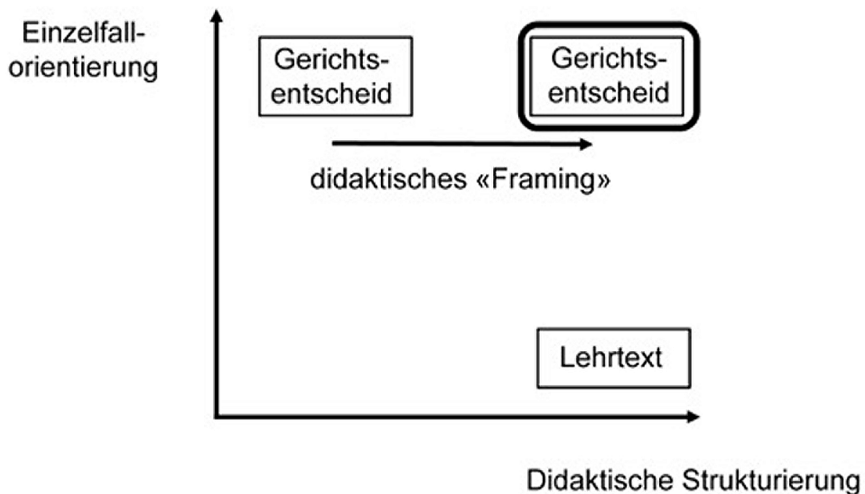 Einzelfall-
orientierung
Gerichts-
entscheid
Gerichts-
entscheid
didaktisches «Framing»
Lehrtext
Didaktische Strukturierung